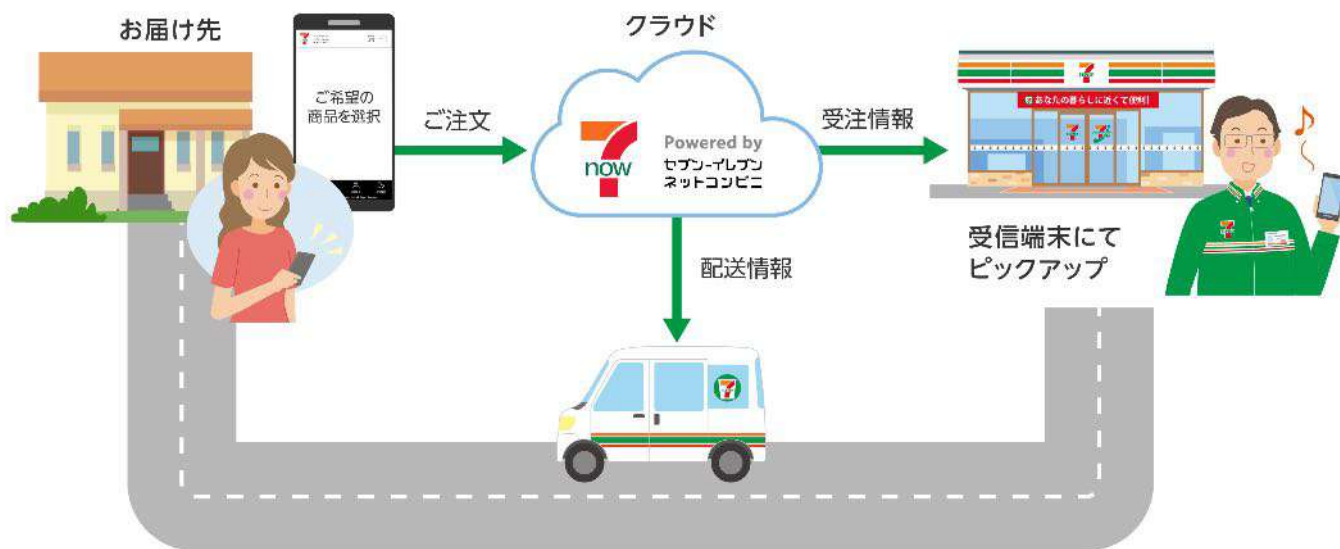 お届け先
ご希望の
商品を選択
ご注文
クラウド
7
now
Powered by
セブン-イレブン
ネットコンビニ
受注情報
配送情報
7
あなたの暮らしに近くて便利!
受信端末にて
ピックアップ